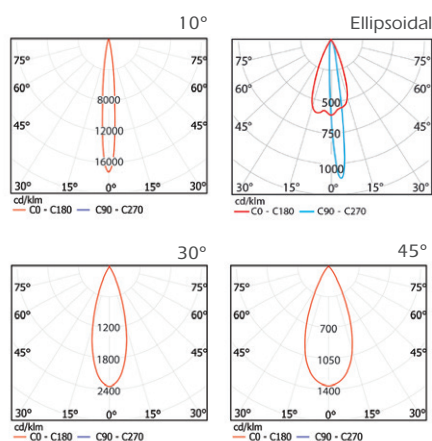 10°
75° 75°
60° 60°
8000
45° 45°
12000
16000
30° 15° 0° 15° 30°
cd/klm
C0 - C180 C90 - C270
Ellipsoidal
75° 75°
60° 60°
500
45° 45°
750
1000
30° 15° 0° 15° 30°
cd/klm
C0 - C180 C90 - C270
30°
75° 75°
60° 60°
1200
45° 45°
1800
2400
30° 15° 0° 15° 30°
cd/klm
C0 - C180 C90 - C270
45°
75° 75°
60° 60°
700
45° 45°
1050
1400
30° 15° 0° 15° 30°
cd/klm
C0 - C180 C90 - C270